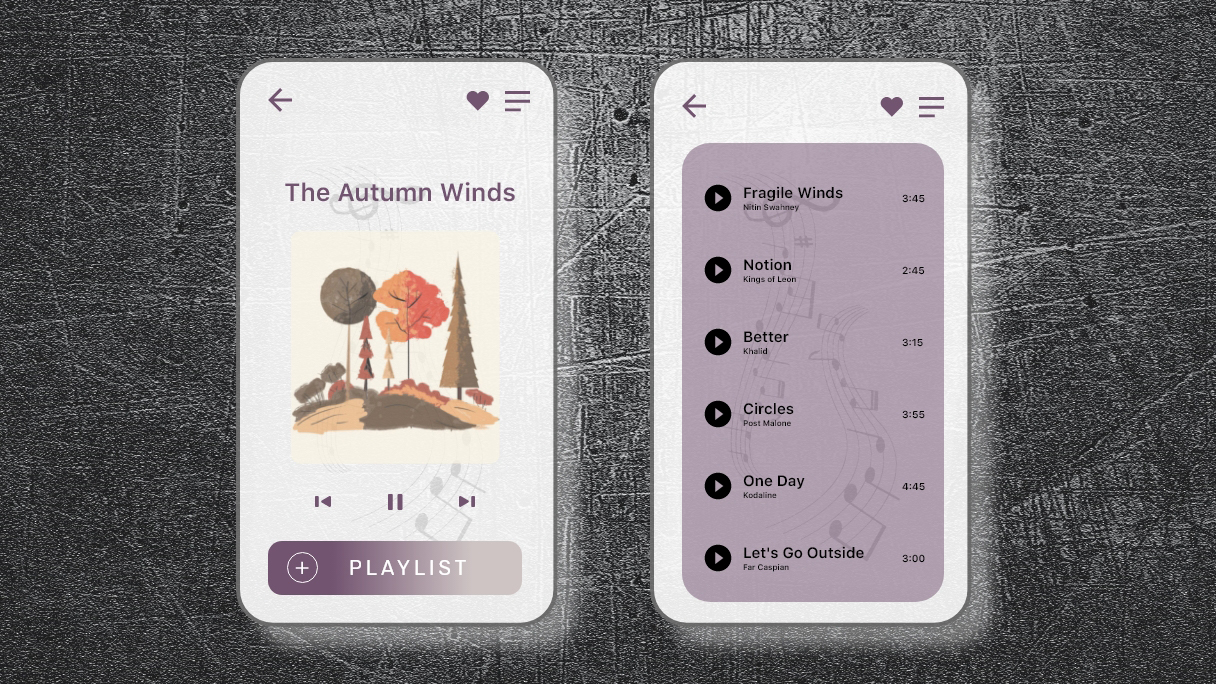 The Autumn Winds
PLAYLIST
Fragile Winds
Nitin Swahney
3:45
Notion
Kings of Leon
2:45
Better
Khalid
3:15
Circles
Post Malone
3:55
One Day
Kodaline
4:45
Let's Go Outside
Far Caspian
3:00